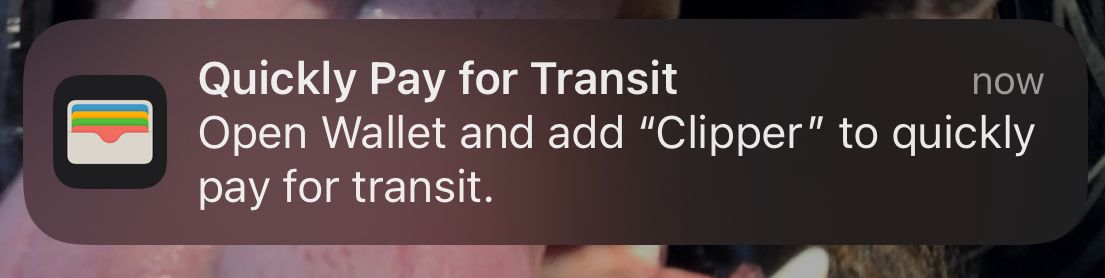 Quickly Pay for Transit now
Open Wallet and add “Clipper” to quickly
pay for transit.